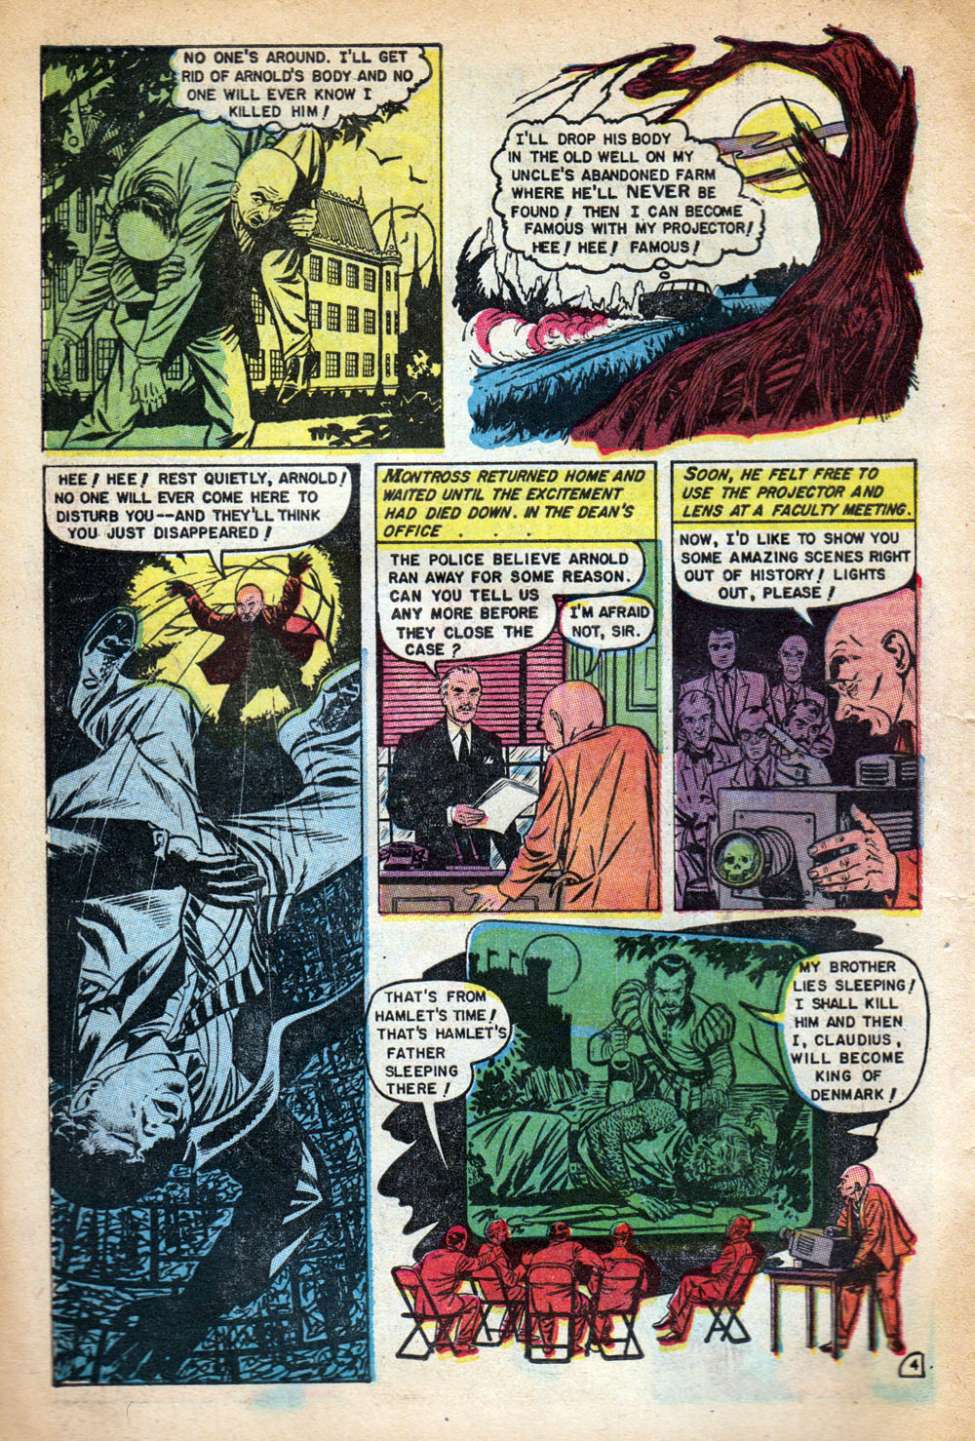 NO ONE'S AROUND. I'LL GET
RID OF ARNOLD'S BODY AND NO
ONE WILL EVER KNOW I
KILLED HIM!
I'LL DROP HIS BODY
IN THE OLD WELL ON MY
UNCLE'S ABANDONED FARM
WHERE HE'LL NEVER BE
FOUND! THEN I CAN BECOME
FAMOUS WITH MY PROJECTOR!
HEE! HEE! FAMOUS!
HEE! HEE! REST QUIETLY, ARNOLD!
NO ONE WILL EVER COME HERE TO
DISTURB YOU--AND THEY'LL THINK
YOU JUST DISAPPEARED!
MONTROSS RETURNED HOME AND
WAITED UNTIL THE EXCITEMENT
HAD DIED DOWN. IN THE DEAN'S
OFFICE . . . .
THE POLICE BELIEVE ARNOLD
RAN AWAY FOR SOME REASON.
CAN YOU TELL US
ANY MORE BEFORE
THEY CLOSE THE
CASE?
I'M AFRAID
NOT, SIR.
SOON, HE FELT FREE TO
USE THE PROJECTOR AND
LENS AT A FACULTY MEETING.
NOW, I'D LIKE TO SHOW YOU
SOME AMAZING SCENES RIGHT
OUT OF HISTORY! LIGHTS
OUT, PLEASE!
THAT'S FROM
HAMLET'S TIME!
THAT'S HAMLET'S
FATHER
SLEEPING
THERE!
MY BROTHER
LIES SLEEPING!
I SHALL KILL
HIM AND THEN
I, CLAUDIUS,
WILL BECOME
KING OF
DENMARK!
4